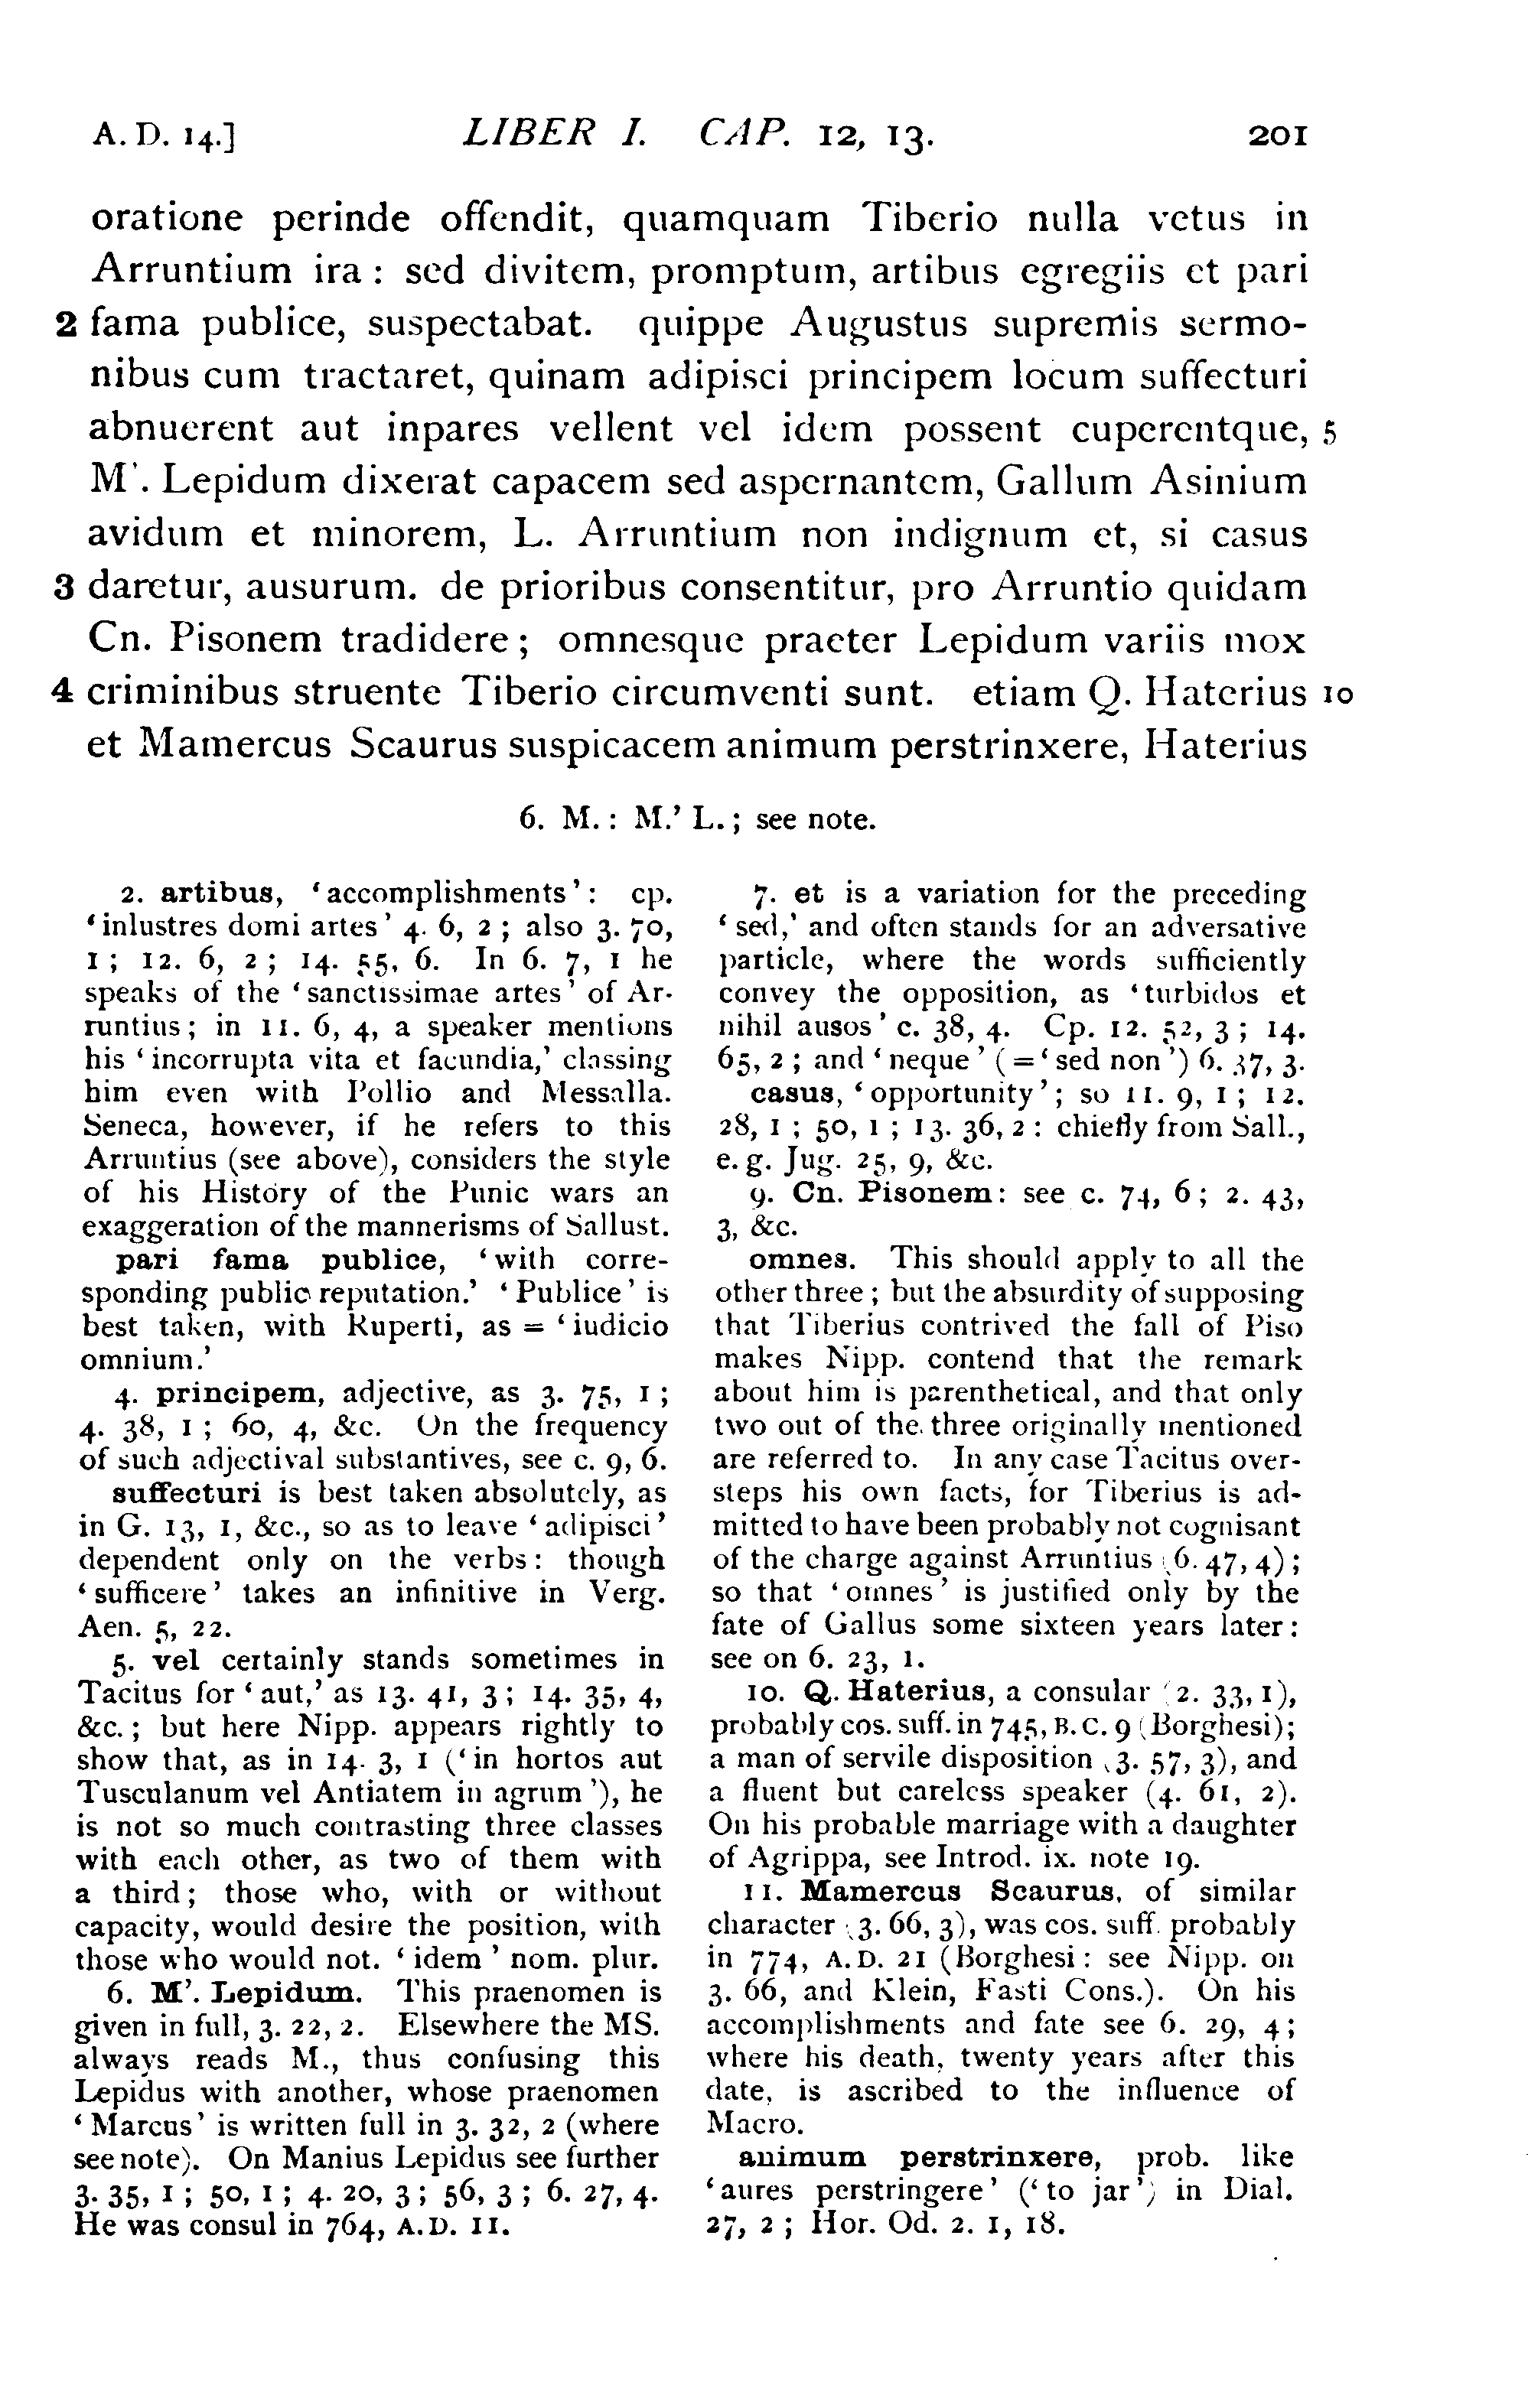 A.D. 14.] LIBER I. CAP. 12, 13. 201
oratione perinde offendit, quamquam Tiberio nulla vetus in
Arruntium ira : sed divitem, promptum, artibus egregiis et pari
2 fama publice, suspectabat. quippe Augustus supremis sermo-
nibus cum tractaret, quinam adipisci principem locum suffecturi
abnuerent aut inpares vellent vel idem possent cuperentque, 5
M'. Lepidum dixerat capacem sed aspernantem, Gallum Asinium
avidum et minorem, L. Arruntium non indignum et, si casus
3 daretur, ausurum. de prioribus consentitur, pro Arruntio quidam
Cn. Pisonem tradidere ; omnesque praeter Lepidum variis mox
4 criminibus struente Tiberio circumventi sunt. etiam Q. Haterius 10
et Mamercus Scaurus suspicacem animum perstrinxere, Haterius
6. M. : M.' L. ; see note.
2. artibus, ‘accomplishments’: cp.
‘inlustres domi artes’ 4. 6, 2 ; also 3. 70,
1 ; 12. 6, 2 ; 14. 55, 6. In 6. 7, 1 he
speaks of the ‘sanctissimae artes’ of Ar-
runtius; in 11. 6, 4, a speaker mentions
his ‘incorrupta vita et facundia,’ classing
him even with Pollio and Messalla.
Seneca, however, if he refers to this
Arruntius (see above), considers the style
of his History of the Punic wars an
exaggeration of the mannerisms of Sallust.
pari fama publice, ‘with corre-
sponding public reputation.’ ‘Publice’ is
best taken, with Ruperti, as = ‘iudicio
omnium.’
4. principem, adjective, as 3. 75, 1 ;
4. 38, 1 ; 60, 4, &c. On the frequency
of such adjectival substantives, see c. 9, 6.
suffecturi is best taken absolutely, as
in G. 13, 1, &c., so as to leave ‘adipisci’
dependent only on the verbs: though
‘sufficere’ takes an infinitive in Verg.
Aen. 5, 22.
5. vel certainly stands sometimes in
Tacitus for ‘aut,’ as 13. 41, 3 ; 14. 35, 4,
&c. ; but here Nipp. appears rightly to
show that, as in 14. 3, 1 (‘in hortos aut
Tusculanum vel Antiatem in agrum’), he
is not so much contrasting three classes
with each other, as two of them with
a third; those who, with or without
capacity, would desire the position, with
those who would not. ‘idem’ nom. plur.
6. M'. Lepidum. This praenomen is
given in full, 3. 22, 2. Elsewhere the MS.
always reads M., thus confusing this
Lepidus with another, whose praenomen
‘Marcus’ is written full in 3. 32, 2 (where
see note). On Manius Lepidus see further
3. 35, 1 ; 50, 1 ; 4. 20, 3 ; 56, 3 ; 6. 27, 4.
He was consul in 764, A.D. 11.
7. et is a variation for the preceding
‘sed,’ and often stands for an adversative
particle, where the words sufficiently
convey the opposition, as ‘turbidos et
nihil ausos’ c. 38, 4. Cp. 12. 52, 3 ; 14.
65, 2 ; and ‘neque’ (=‘sed non’) 6. 37, 3.
casus, ‘opportunity’; so 11. 9, 1 ; 12.
28, 1 ; 50, 1 ; 13. 36, 2 : chiefly from Sall.,
e.g. Jug. 25, 9, &c.
9. Cn. Pisonem: see c. 74, 6 ; 2. 43,
3, &c.
omnes. This should apply to all the
other three ; but the absurdity of supposing
that Tiberius contrived the fall of Piso
makes Nipp. contend that the remark
about him is parenthetical, and that only
two out of the three originally mentioned
are referred to. In any case Tacitus over-
steps his own facts, for Tiberius is ad-
mitted to have been probably not cognisant
of the charge against Arruntius (6. 47, 4) ;
so that ‘omnes’ is justified only by the
fate of Gallus some sixteen years later:
see on 6. 23, 1.
10. Q. Haterius, a consular (2. 33, 1),
probably cos. suff. in 745, B.C. 9 (Borghesi);
a man of servile disposition (3. 57, 3), and
a fluent but careless speaker (4. 61, 2).
On his probable marriage with a daughter
of Agrippa, see Introd. ix. note 19.
11. Mamercus Scaurus, of similar
character (3. 66, 3), was cos. suff. probably
in 774, A.D. 21 (Borghesi: see Nipp. on
3. 66, and Klein, Fasti Cons.). On his
accomplishments and fate see 6. 29, 4 ;
where his death, twenty years after this
date, is ascribed to the influence of
Macro.
animum perstrinxere, prob. like
‘aures perstringere’ (‘to jar’) in Dial.
27, 2 ; Hor. Od. 2. 1, 18.